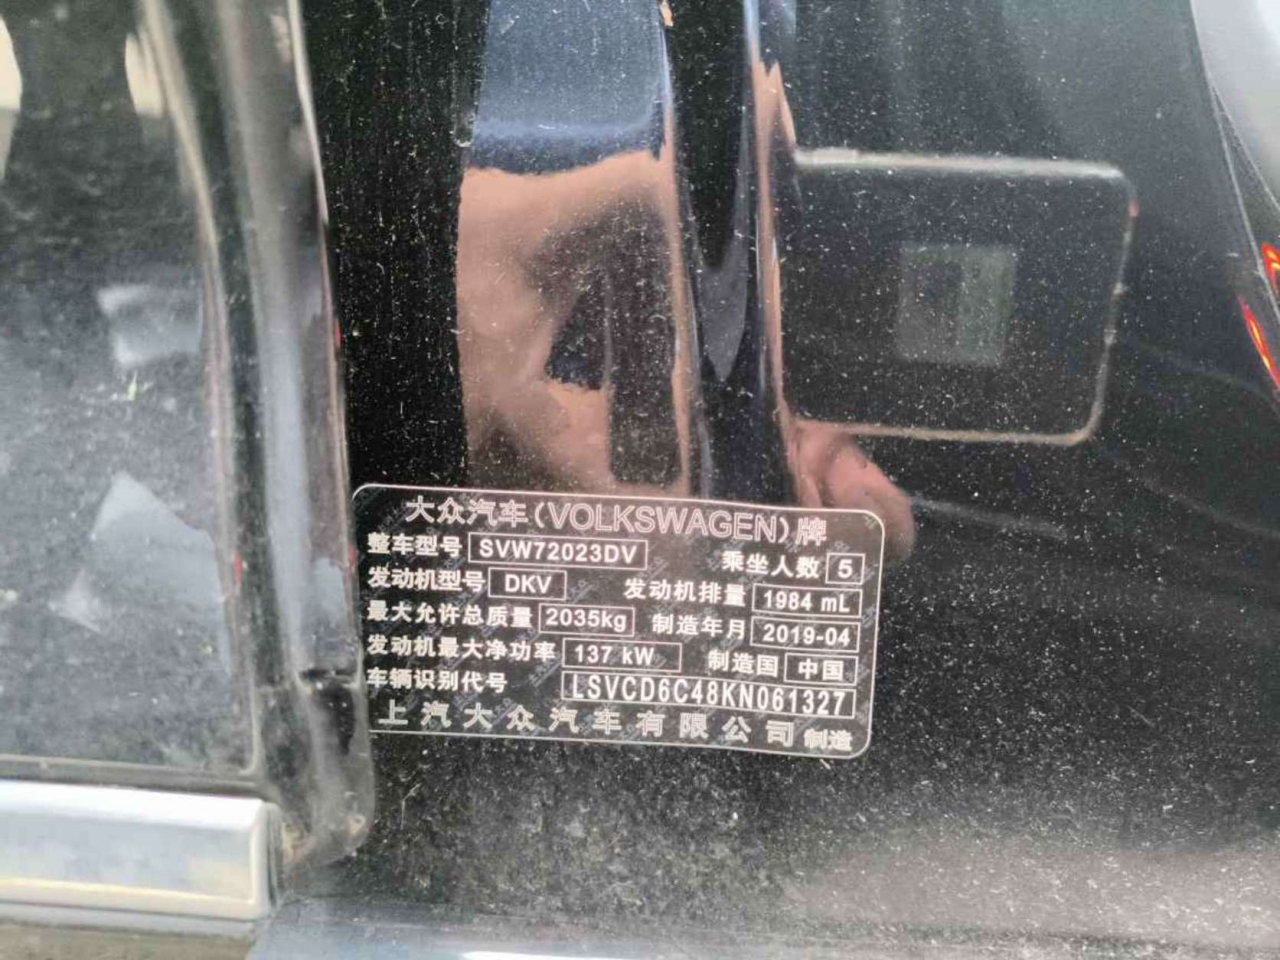 大众汽车(VOLKSWAGEN)牌
整车型号 SVW72023DV 乘坐人数 5
发动机型号 DKV 发动机排量 1984 mL
最大允许总质量 2035kg 制造年月 2019-04
发动机最大净功率 137 kW 制造国 中国
车辆识别代号 LSVCD6C48KN061327
上汽大众汽车有限公司 制造